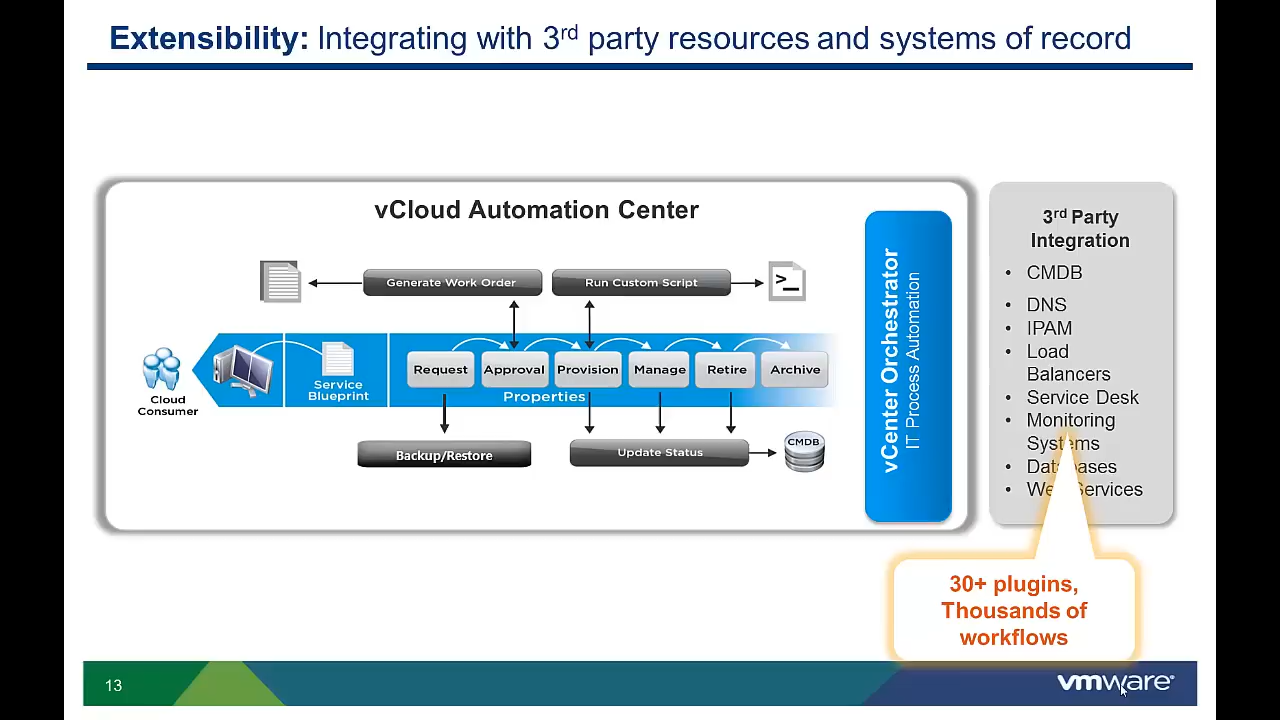 Extensibility: Integrating with 3rd party resources and systems of record
vCloud Automation Center
Generate Work Order
Run Custom Script
>_
Cloud
Consumer
Service
Blueprint
Request
Approval
Provision
Manage
Retire
Archive
Properties
Backup/Restore
Update Status
CMDB
vCenter Orchestrator
IT Process Automation
3rd Party
Integration
• CMDB
• DNS
• IPAM
• Load
Balancers
• Service Desk
• Monitoring
Systems
• Databases
• Web Services
30+ plugins,
Thousands of
workflows
13
vmware®